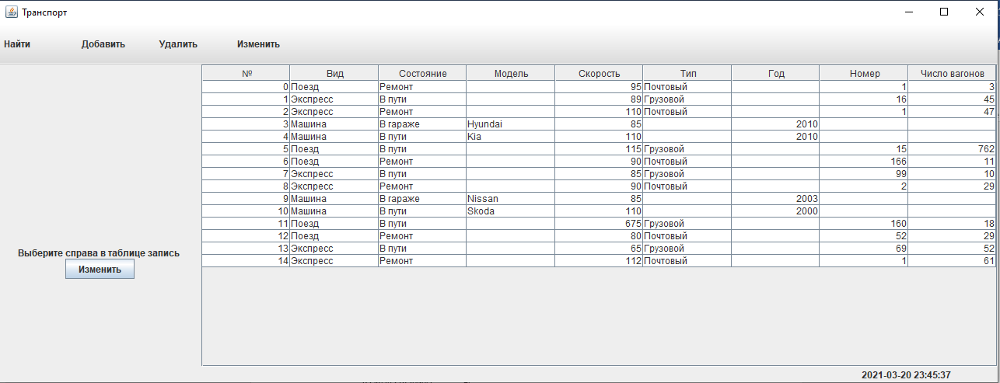 Транспорт
Найти Добавить Удалить Изменить
№ Вид Состояние Модель Скорость Тип Год Номер Число вагонов
0 Поезд Ремонт 95 Почтовый 1 3
1 Экспресс В пути 89 Грузовой 16 45
2 Экспресс Ремонт 110 Почтовый 1 47
3 Машина В гараже Hyundai 85 2010
4 Машина В пути Kia 110 2010
5 Поезд В пути 115 Грузовой 15 762
6 Поезд Ремонт 90 Почтовый 166 11
7 Экспресс В пути 85 Грузовой 99 10
8 Экспресс Ремонт 90 Почтовый 2 29
9 Машина В гараже Nissan 85 2003
10 Машина В пути Skoda 110 2000
11 Поезд В пути 675 Грузовой 160 18
12 Поезд Ремонт 80 Почтовый 52 29
13 Экспресс В пути 65 Грузовой 69 52
14 Экспресс Ремонт 112 Почтовый 1 61
Выберите справа в таблице запись
Изменить
2021-03-20 23:45:37